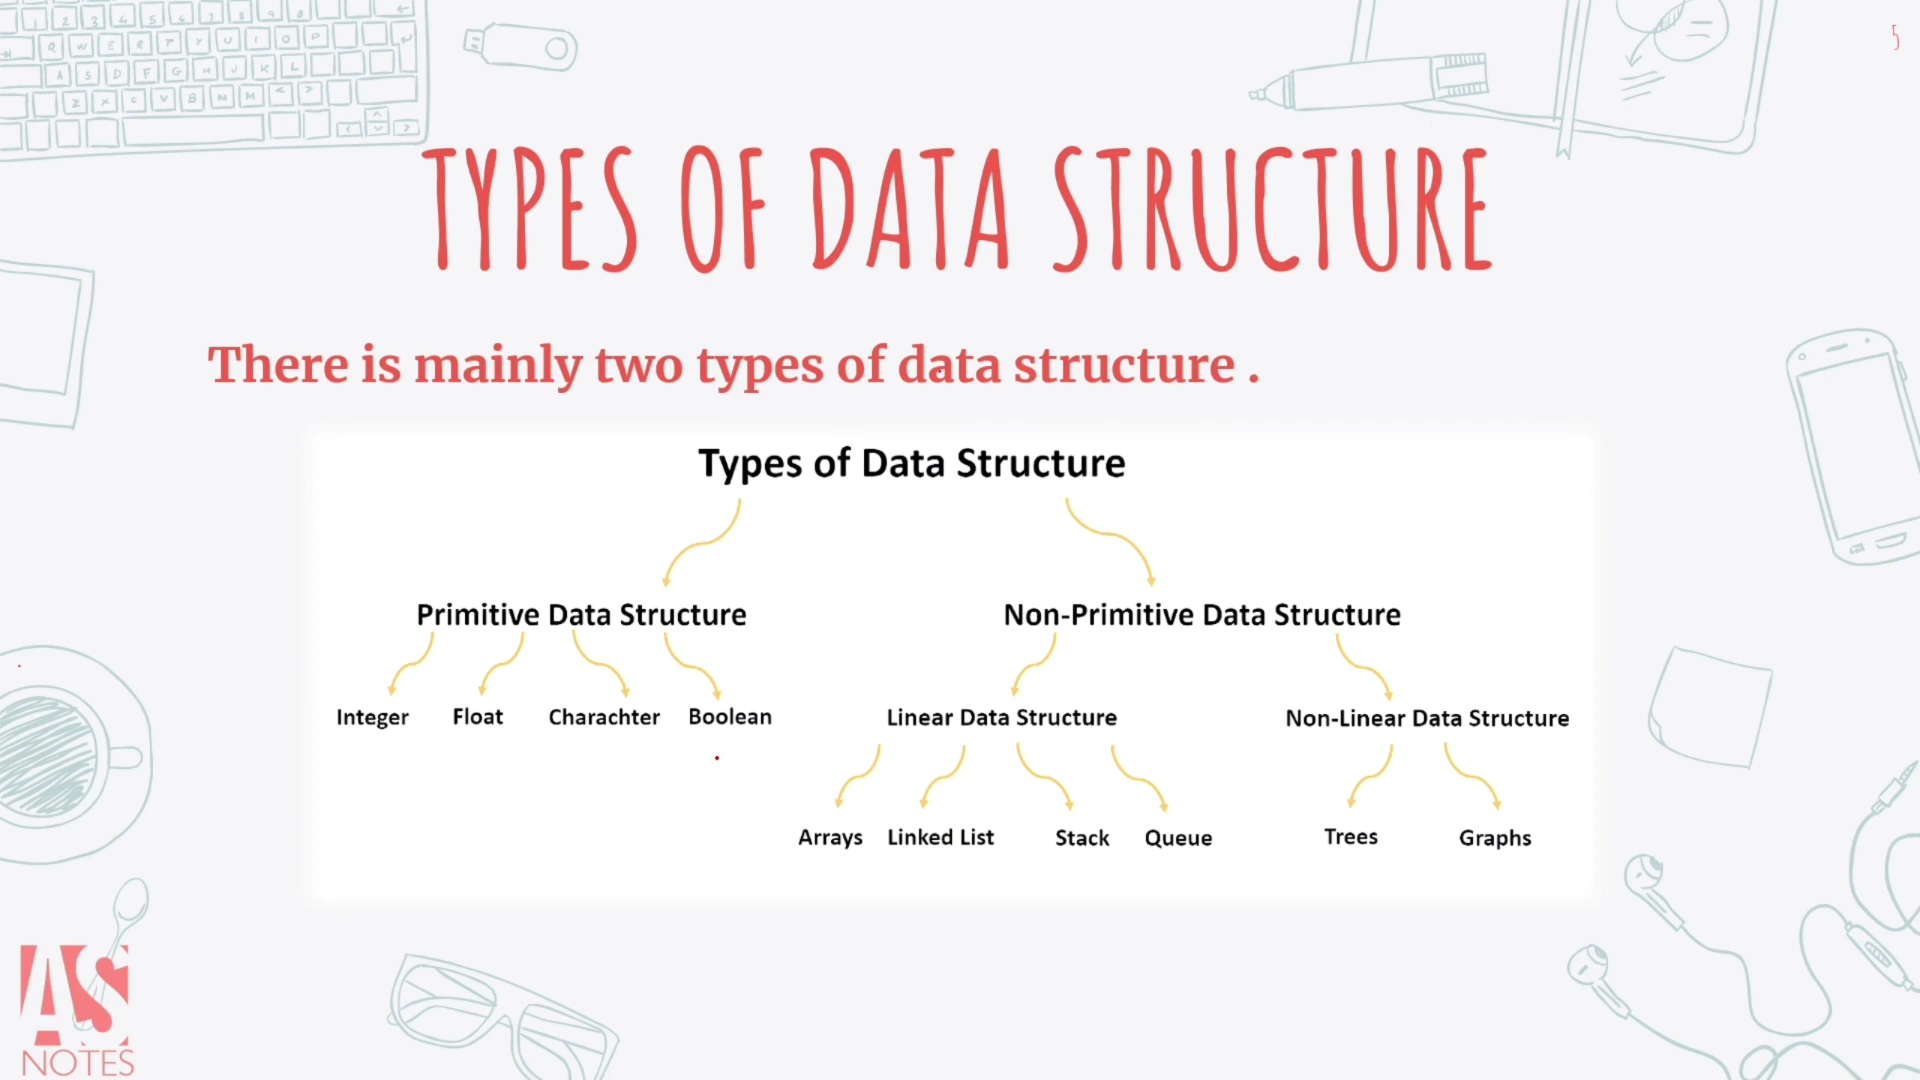 5
TYPES OF DATA STRUCTURE
There is mainly two types of data structure .
Types of Data Structure
Primitive Data Structure
Non-Primitive Data Structure
Integer
Float
Charachter
Boolean
Linear Data Structure
Non-Linear Data Structure
Arrays
Linked List
Stack
Queue
Trees
Graphs
AS
NOTES